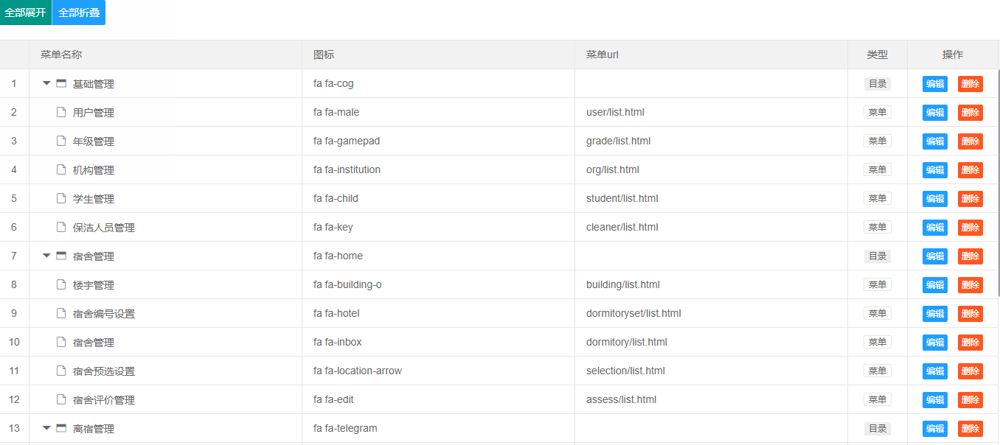 全部展开 全部折叠
菜单名称 图标 菜单url 类型 操作
1 基础管理 fa fa-cog 目录 编辑 删除
2 用户管理 fa fa-male user/list.html 菜单 编辑 删除
3 年级管理 fa fa-gamepad grade/list.html 菜单 编辑 删除
4 机构管理 fa fa-institution org/list.html 菜单 编辑 删除
5 学生管理 fa fa-child student/list.html 菜单 编辑 删除
6 保洁人员管理 fa fa-key cleaner/list.html 菜单 编辑 删除
7 宿舍管理 fa fa-home 目录 编辑 删除
8 楼宇管理 fa fa-building-o building/list.html 菜单 编辑 删除
9 宿舍编号设置 fa fa-hotel dormitoryset/list.html 菜单 编辑 删除
10 宿舍管理 fa fa-inbox dormitory/list.html 菜单 编辑 删除
11 宿舍预选设置 fa fa-location-arrow selection/list.html 菜单 编辑 删除
12 宿舍评价管理 fa fa-edit assess/list.html 菜单 编辑 删除
13 离宿管理 fa fa-telegram 目录 编辑 删除